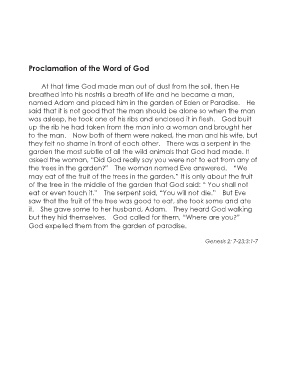 Proclamation of the Word of God
At that time God made man out of dust from the soil, then He
breathed into his nostrils a breath of life and he became a man,
named Adam and placed him in the garden of Eden or Paradise. He
said that it is not good that the man should be alone so when the man
was asleep, he took one of his ribs and enclosed it in flesh. God built
up the rib he had taken from the man into a woman and brought her
to the man. Now both of them were naked, the man and his wife, but
they felt no shame in front of each other. There was a serpent in the
garden the most subtle of all the wild animals that God had made. It
asked the woman, "Did God really say you were not to eat from any of
the trees in the garden?" The woman named Eve answered. "We
may eat of the fruit of the trees in the garden." It is only about the fruit
of the tree in the middle of the garden that God said: " You shall not
eat or even touch it." The serpent said, "You will not die." But Eve
saw that the fruit of the tree was good to eat, she took some and ate
it. She gave some to her husband, Adam. They heard God walking
but they hid themselves. God called for them, "Where are you?"
God expelled them from the garden of paradise.
Genesis 2: 7-23;3:1-7